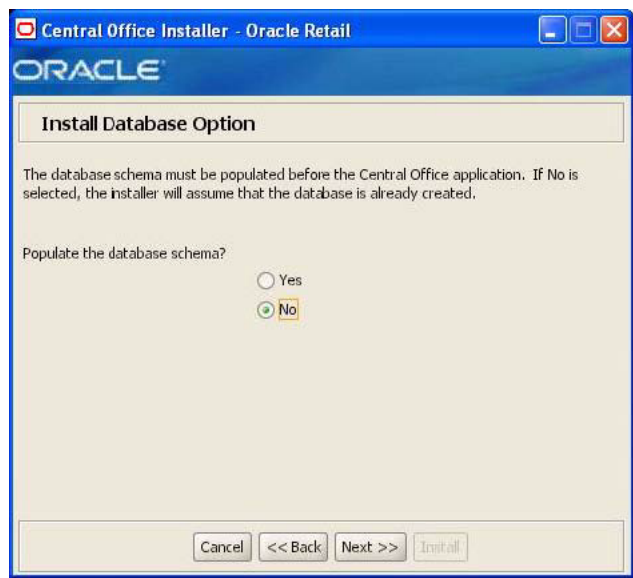 Central Office Installer - Oracle Retail
ORACLE
Install Database Option
The database schema must be populated before the Central Office application. If No is
selected, the installer will assume that the database is already created.
Populate the database schema?
Yes
No
Cancel << Back Next >> Install